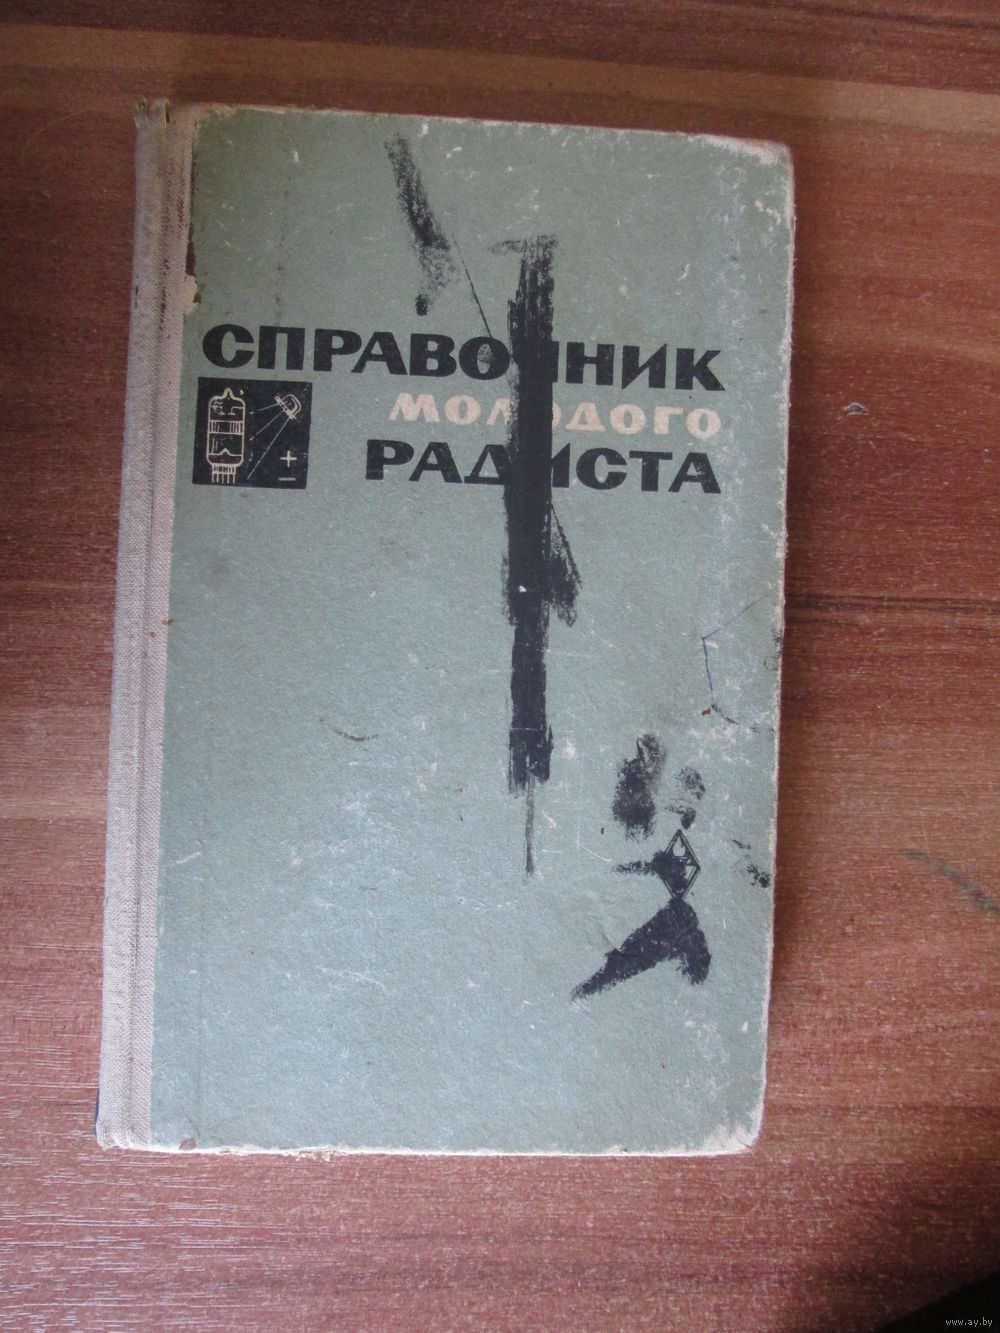 СПРАВОЧНИК
МОЛОДОГО
РАДИСТА
+
−
www.ay.by